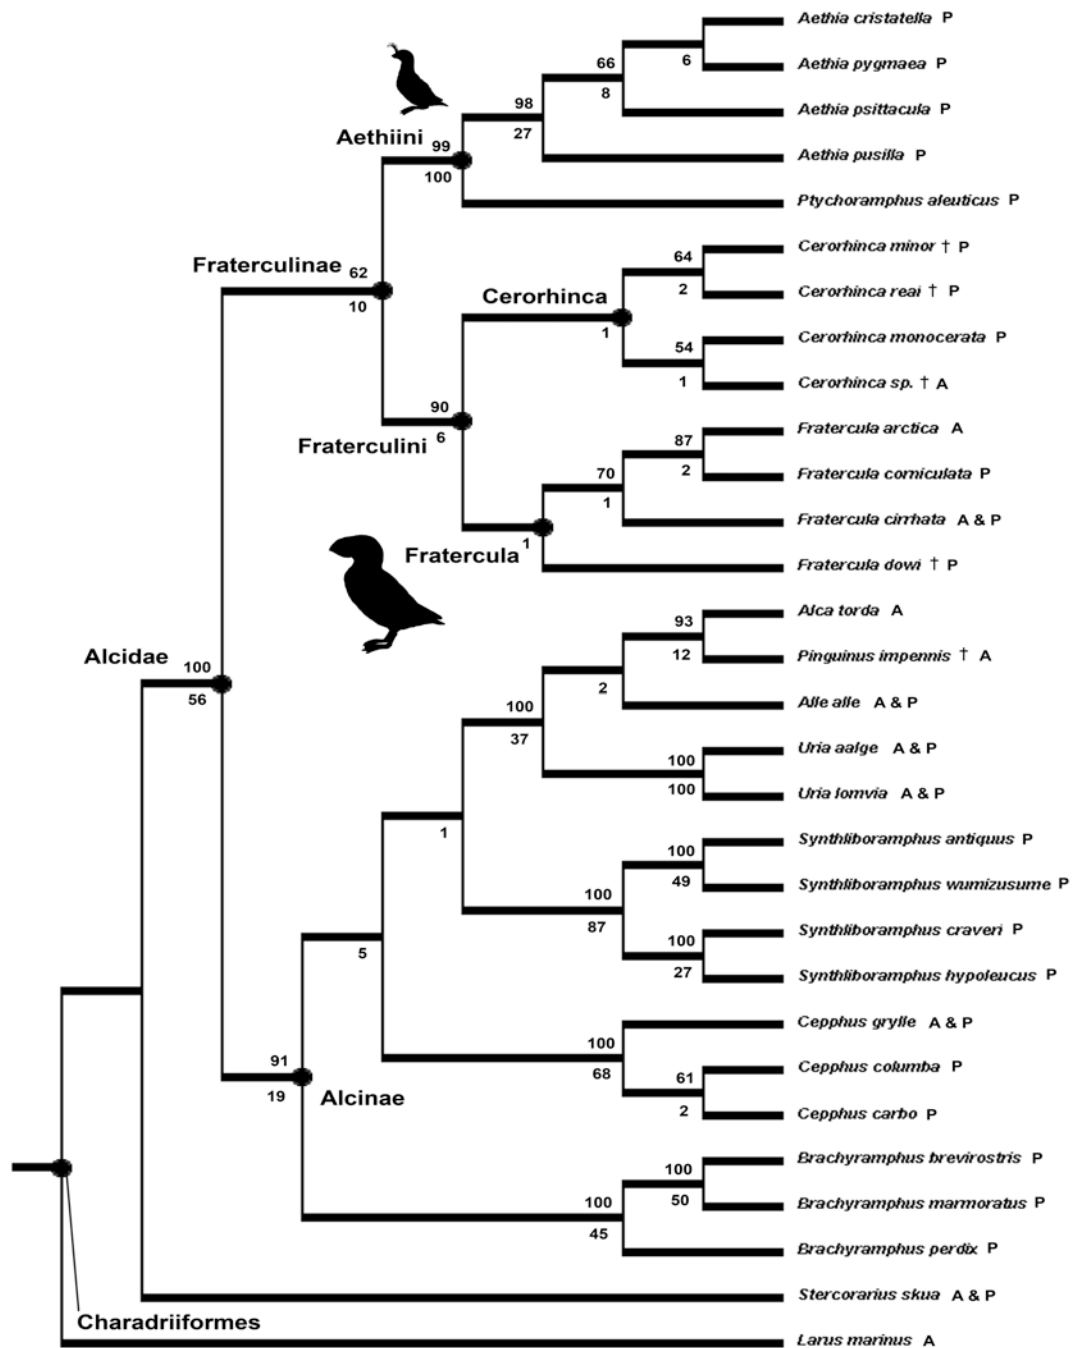 Aethia cristatella P
6
Aethia pygmaea P
66
8
Aethia psittacula P
98
27
Aethia pusilla P
Aethiini 99
100
Ptychoramphus aleuticus P
Cerorhinca minor † P
64
2
Cerorhinca reai † P
Fraterculinae 62
10
Cerorhinca
1
Cerorhinca monocerata P
54
1
Cerorhinca sp. † A
Fratercula arctica A
87
2
Fratercula corniculata P
90
Fraterculini 6
70
1
Fratercula cirrhata A & P
Fratercula 1
Fratercula dowi † P
Alca torda A
93
12
Pinguinus impennis † A
Alcidae 100
56
2
Alle alle A & P
100
37
Uria aalge A & P
100
100
Uria lomvia A & P
1
Synthliboramphus antiquus P
100
49
Synthliboramphus wumizusume P
100
87
Synthliboramphus craveri P
100
27
Synthliboramphus hypoleucus P
5
Cepphus grylle A & P
100
68
Cepphus columba P
61
2
Cepphus carbo P
91
19
Alcinae
Brachyramphus brevirostris P
100
50
Brachyramphus marmoratus P
100
45
Brachyramphus perdix P
Stercorarius skua A & P
Charadriiformes
Larus marinus A